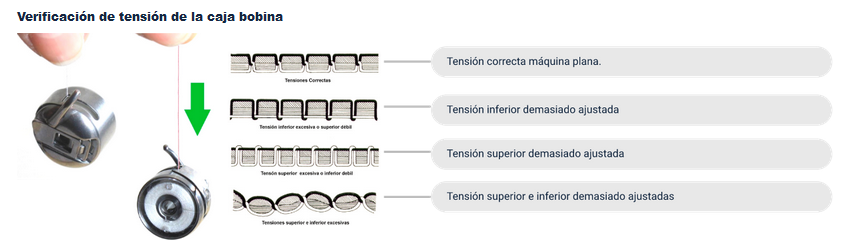 Verificación de tensión de la caja bobina
Tensiones Correctas
Tensión correcta máquina plana.
Tensión inferior excesiva o superior débil
Tensión inferior demasiado ajustada
Tensión superior excesiva o inferior debil
Tensión superior demasiado ajustada
Tensiones superior e inferior excesivas
Tensión superior e inferior demasiado ajustadas